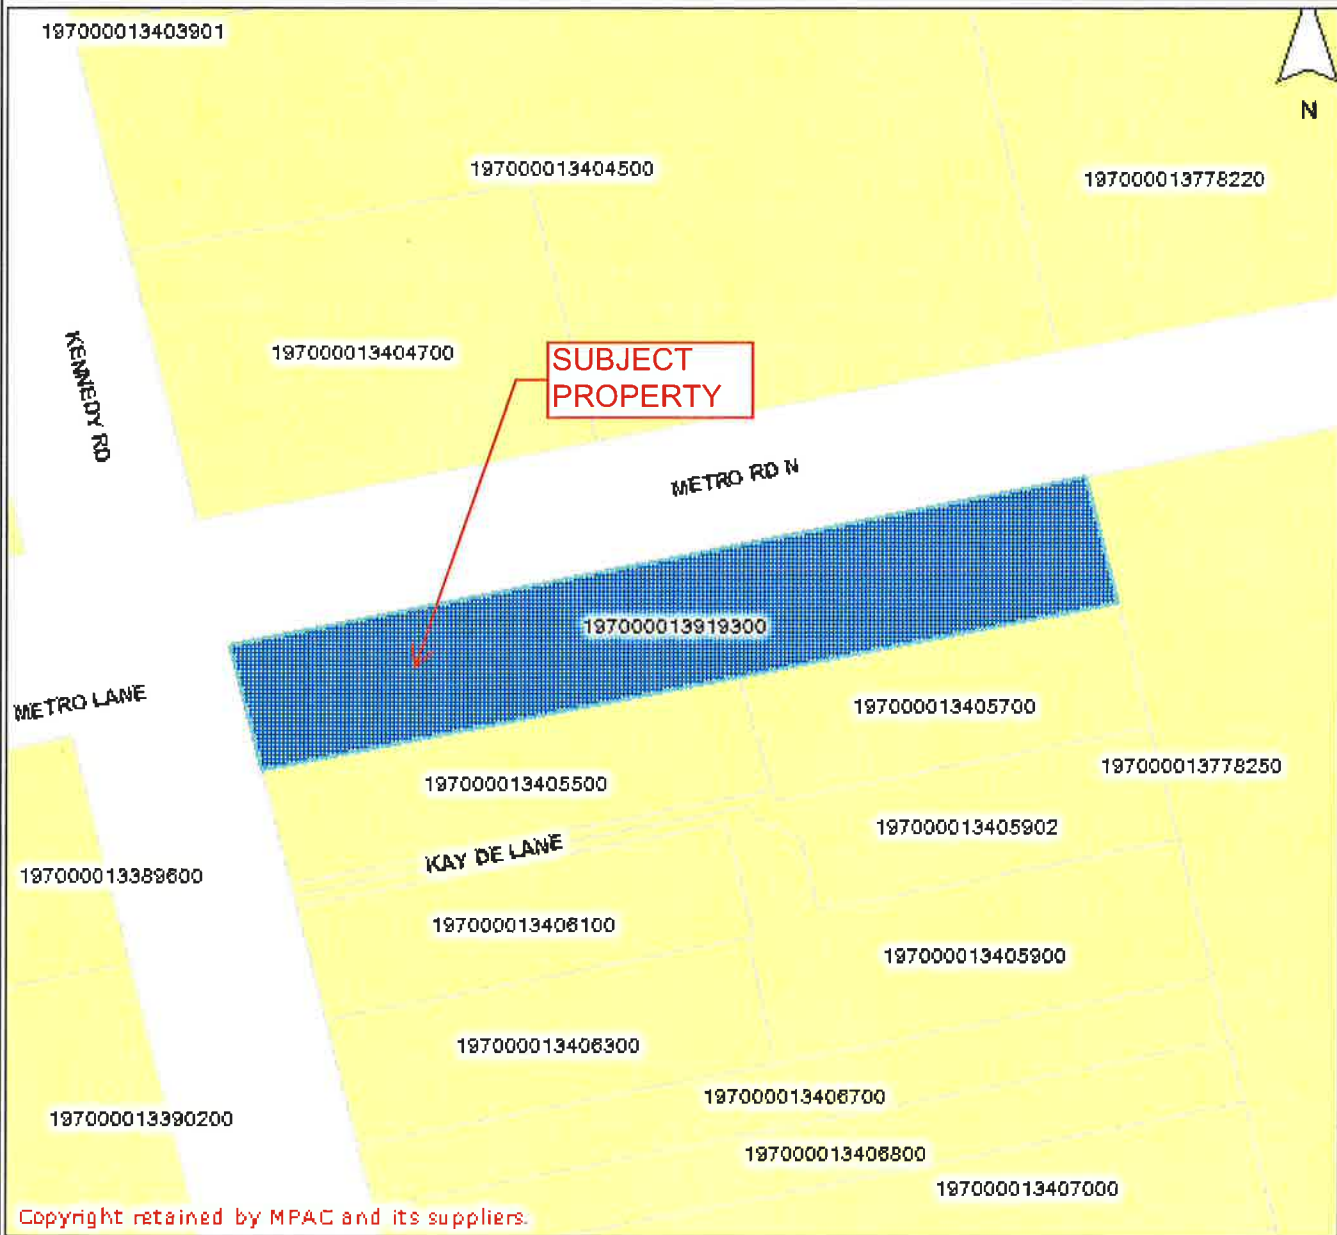 197000013403901
N
197000013404500
197000013778220
KENNEDY RD
197000013404700
SUBJECT
PROPERTY
METRO RD N
197000013919300
METRO LANE
197000013405700
197000013778250
197000013405500
197000013405902
KAY DE LANE
197000013389600
197000013406100
197000013405900
197000013406300
197000013406700
197000013390200
197000013406800
197000013407000
Copyright retained by MPAC and its suppliers.